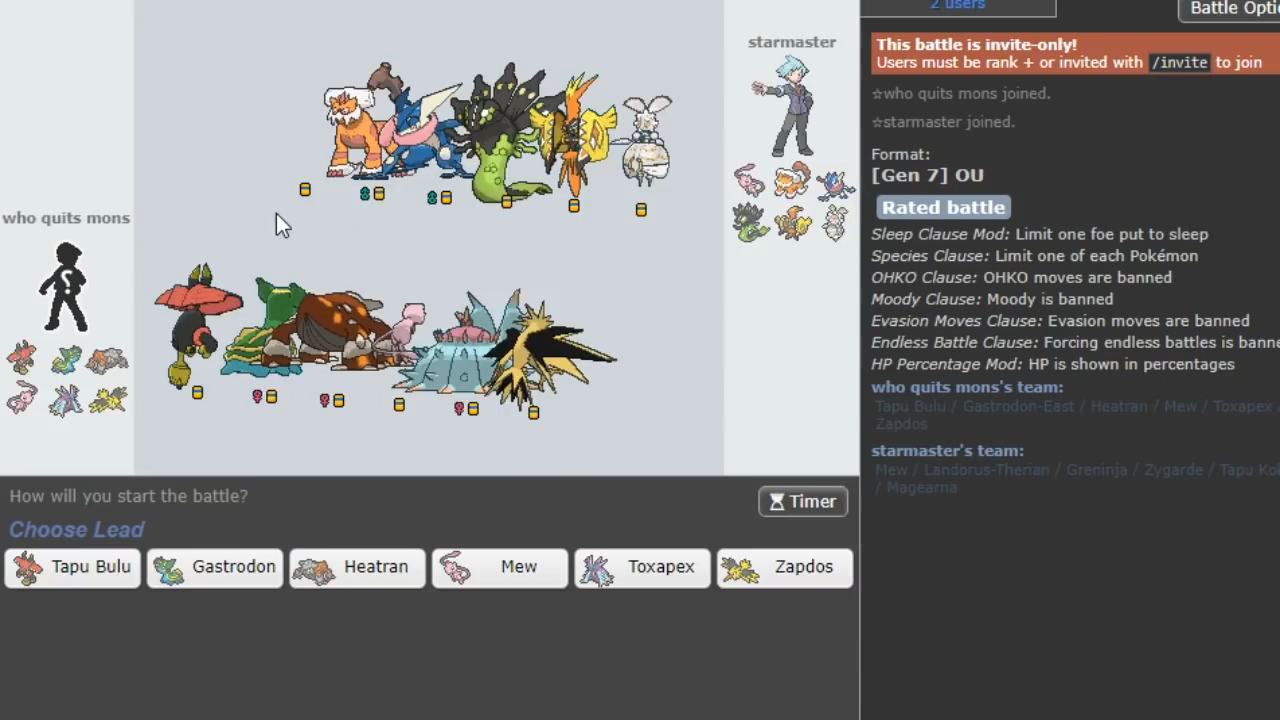 2 users
Battle Optio
This battle is invite-only!
Users must be rank + or invited with /invite to join
☆who quits mons joined.
☆starmaster joined.
Format:
[Gen 7] OU
Rated battle
Sleep Clause Mod: Limit one foe put to sleep
Species Clause: Limit one of each Pokémon
OHKO Clause: OHKO moves are banned
Moody Clause: Moody is banned
Evasion Moves Clause: Evasion moves are banned
Endless Battle Clause: Forcing endless battles is banne
HP Percentage Mod: HP is shown in percentages
who quits mons's team:
Tapu Bulu / Gastrodon-East / Heatran / Mew / Toxapex /
Zapdos
starmaster's team:
Mew / Landorus-Therian / Greninja / Zygarde / Tapu Kok
/ Magearna
starmaster
who quits mons
?
How will you start the battle?
Timer
Choose Lead
Tapu Bulu
Gastrodon
Heatran
Mew
Toxapex
Zapdos